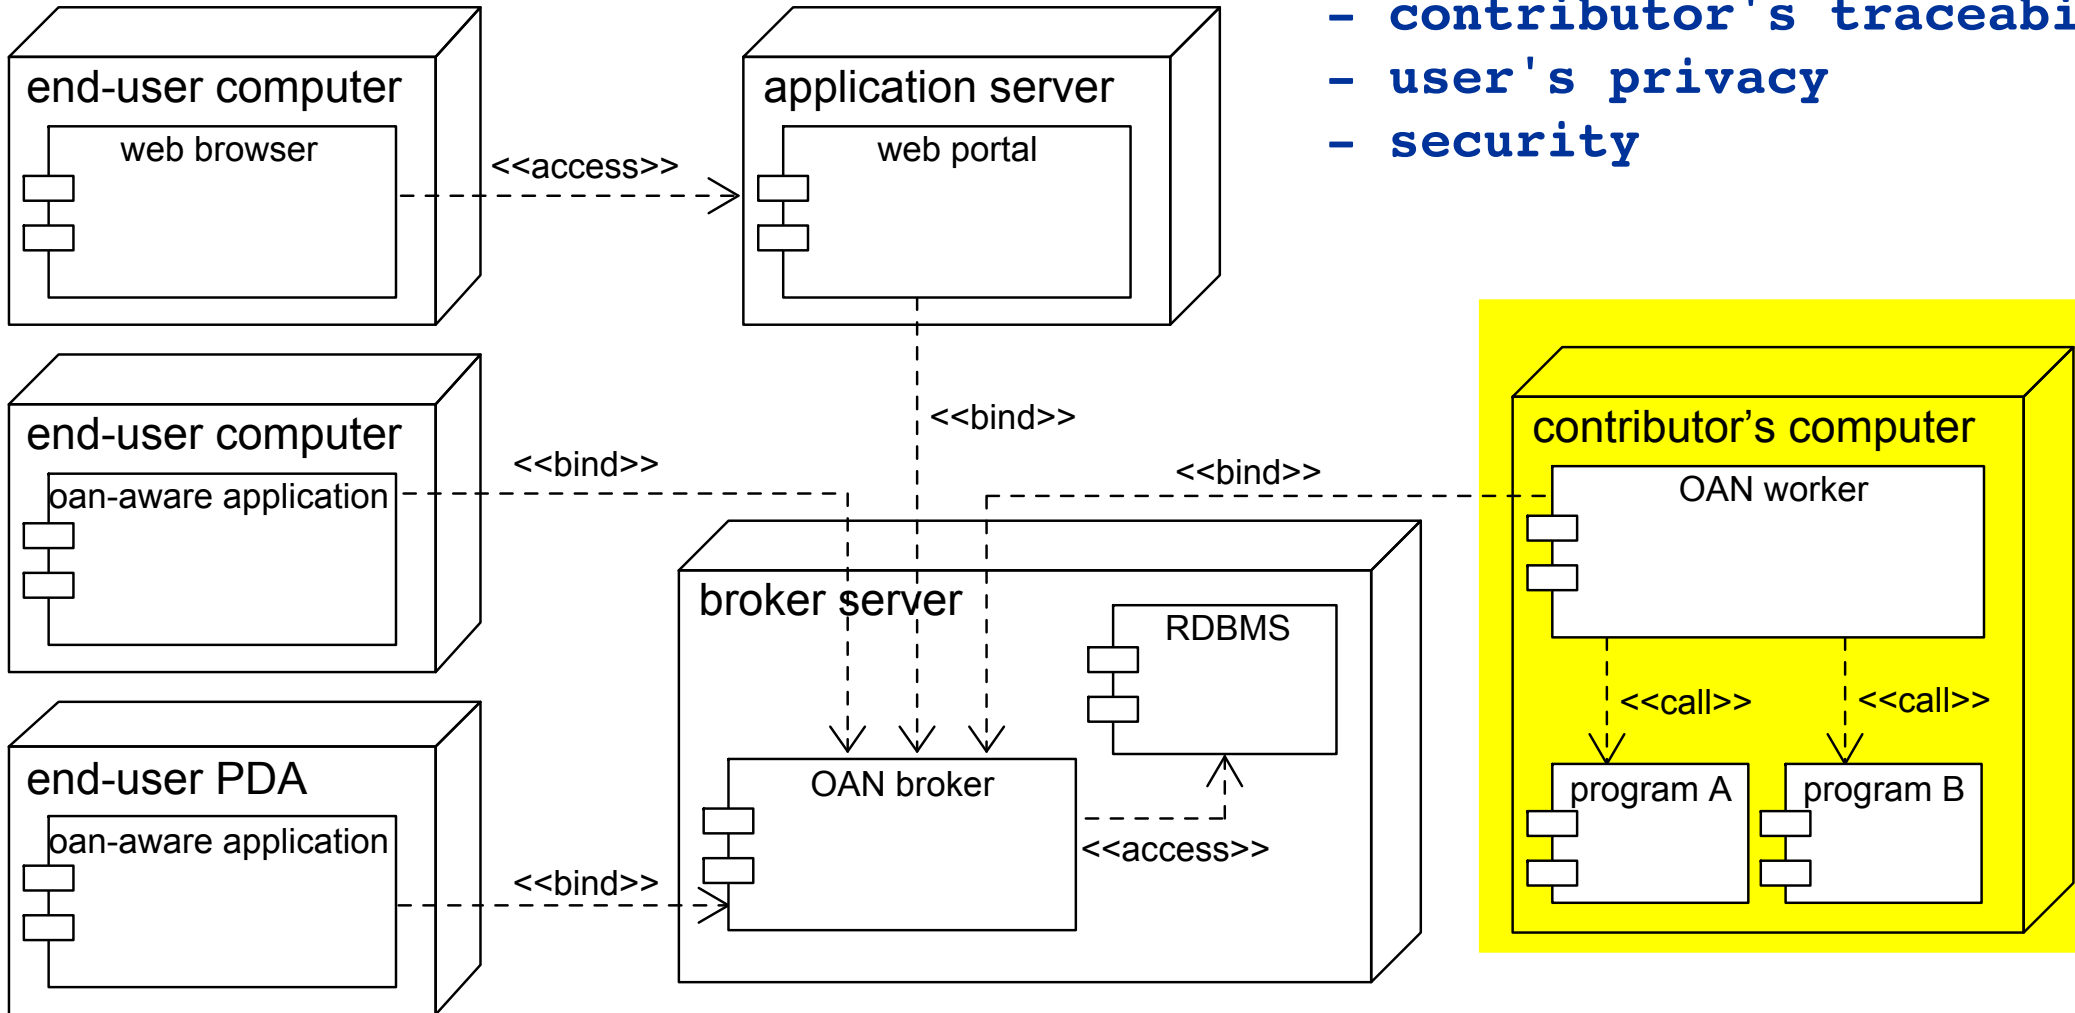 - contributor's traceabi
- user's privacy
- security
end-user computer
web browser
<<access>>
application server
web portal
<<bind>>
end-user computer
oan-aware application
<<bind>>
<<bind>>
contributor’s computer
OAN worker
<<call>>
<<call>>
program A
program B
broker server
RDBMS
OAN broker
<<access>>
end-user PDA
oan-aware application
<<bind>>